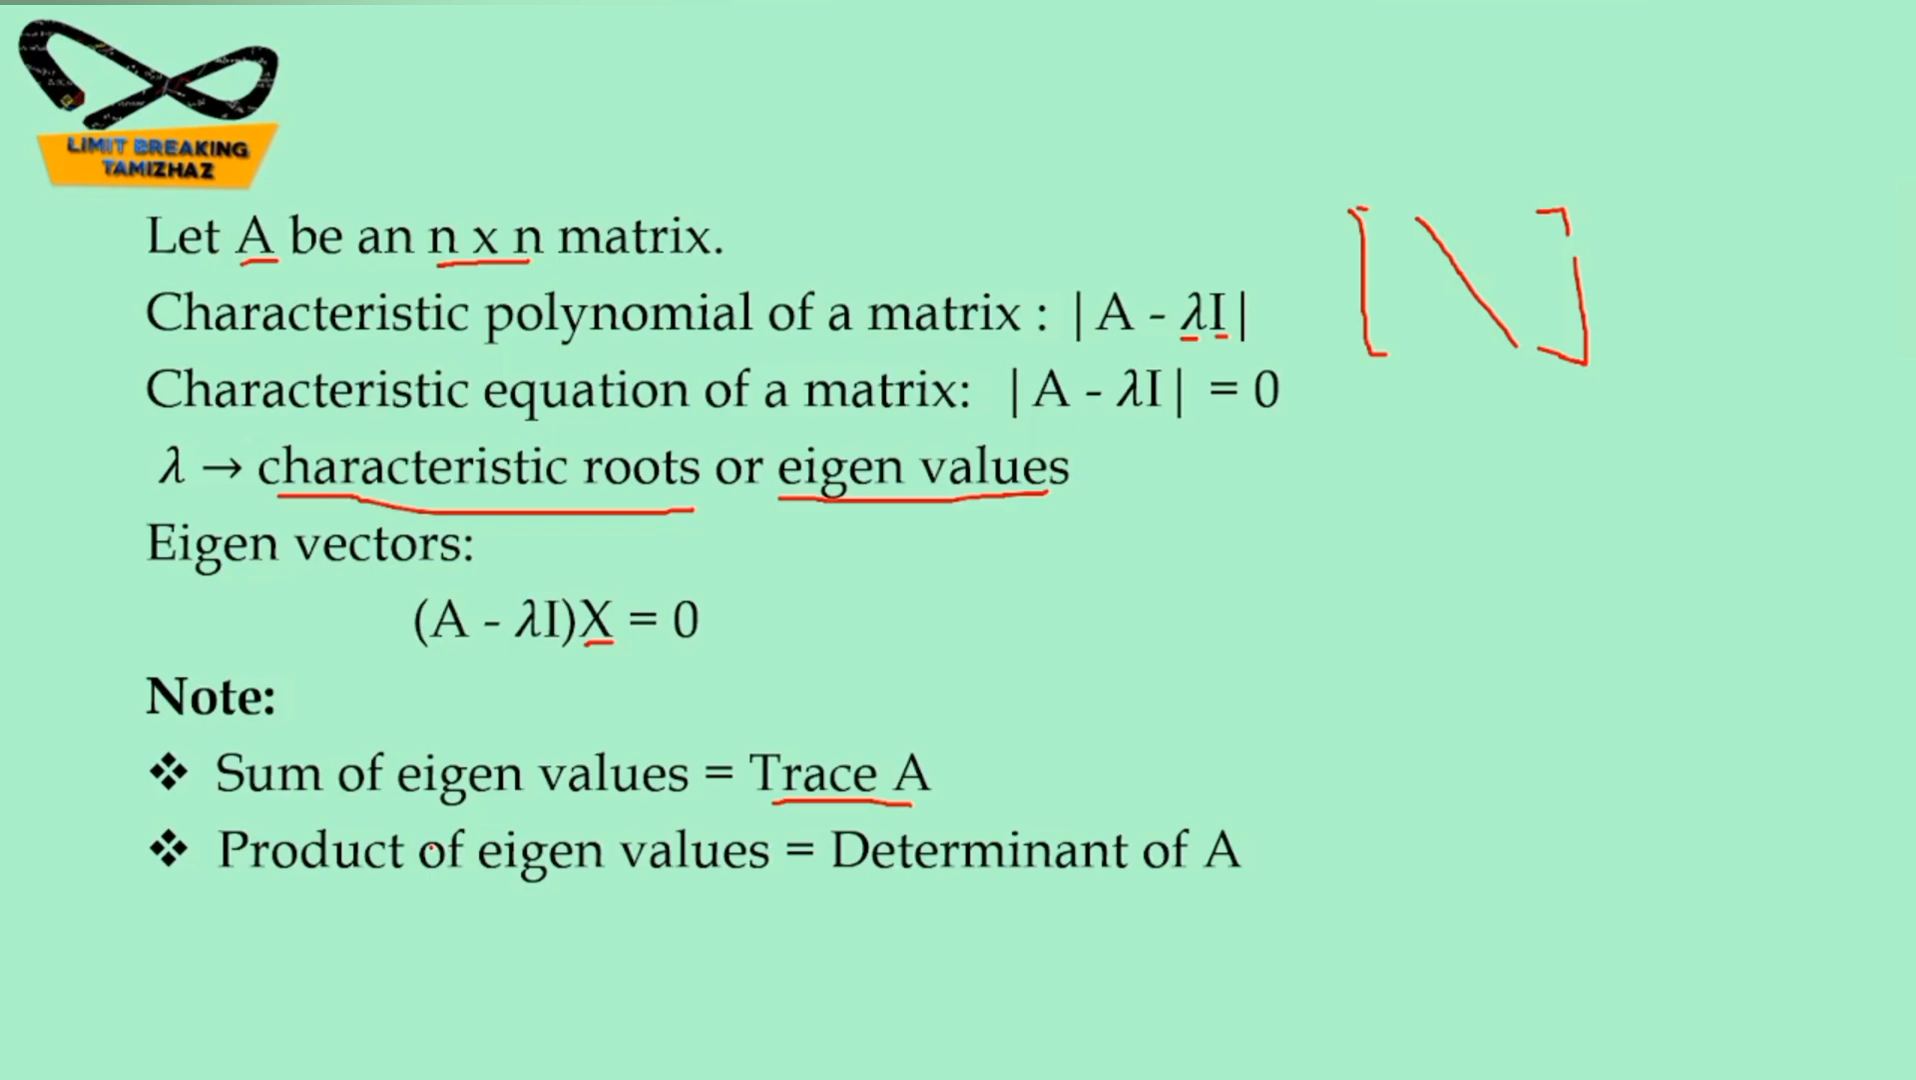 LIMIT BREAKING
TAMIZHAZ
Let A be an n x n matrix.
Characteristic polynomial of a matrix : |A - λI|
Characteristic equation of a matrix: |A - λI| = 0
λ → characteristic roots or eigen values
Eigen vectors:
(A - λI)X = 0
Note:
❖ Sum of eigen values = Trace A
❖ Product of eigen values = Determinant of A